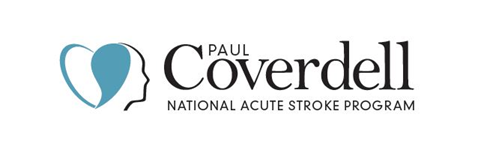 PAUL
Coverdell
NATIONAL ACUTE STROKE PROGRAM